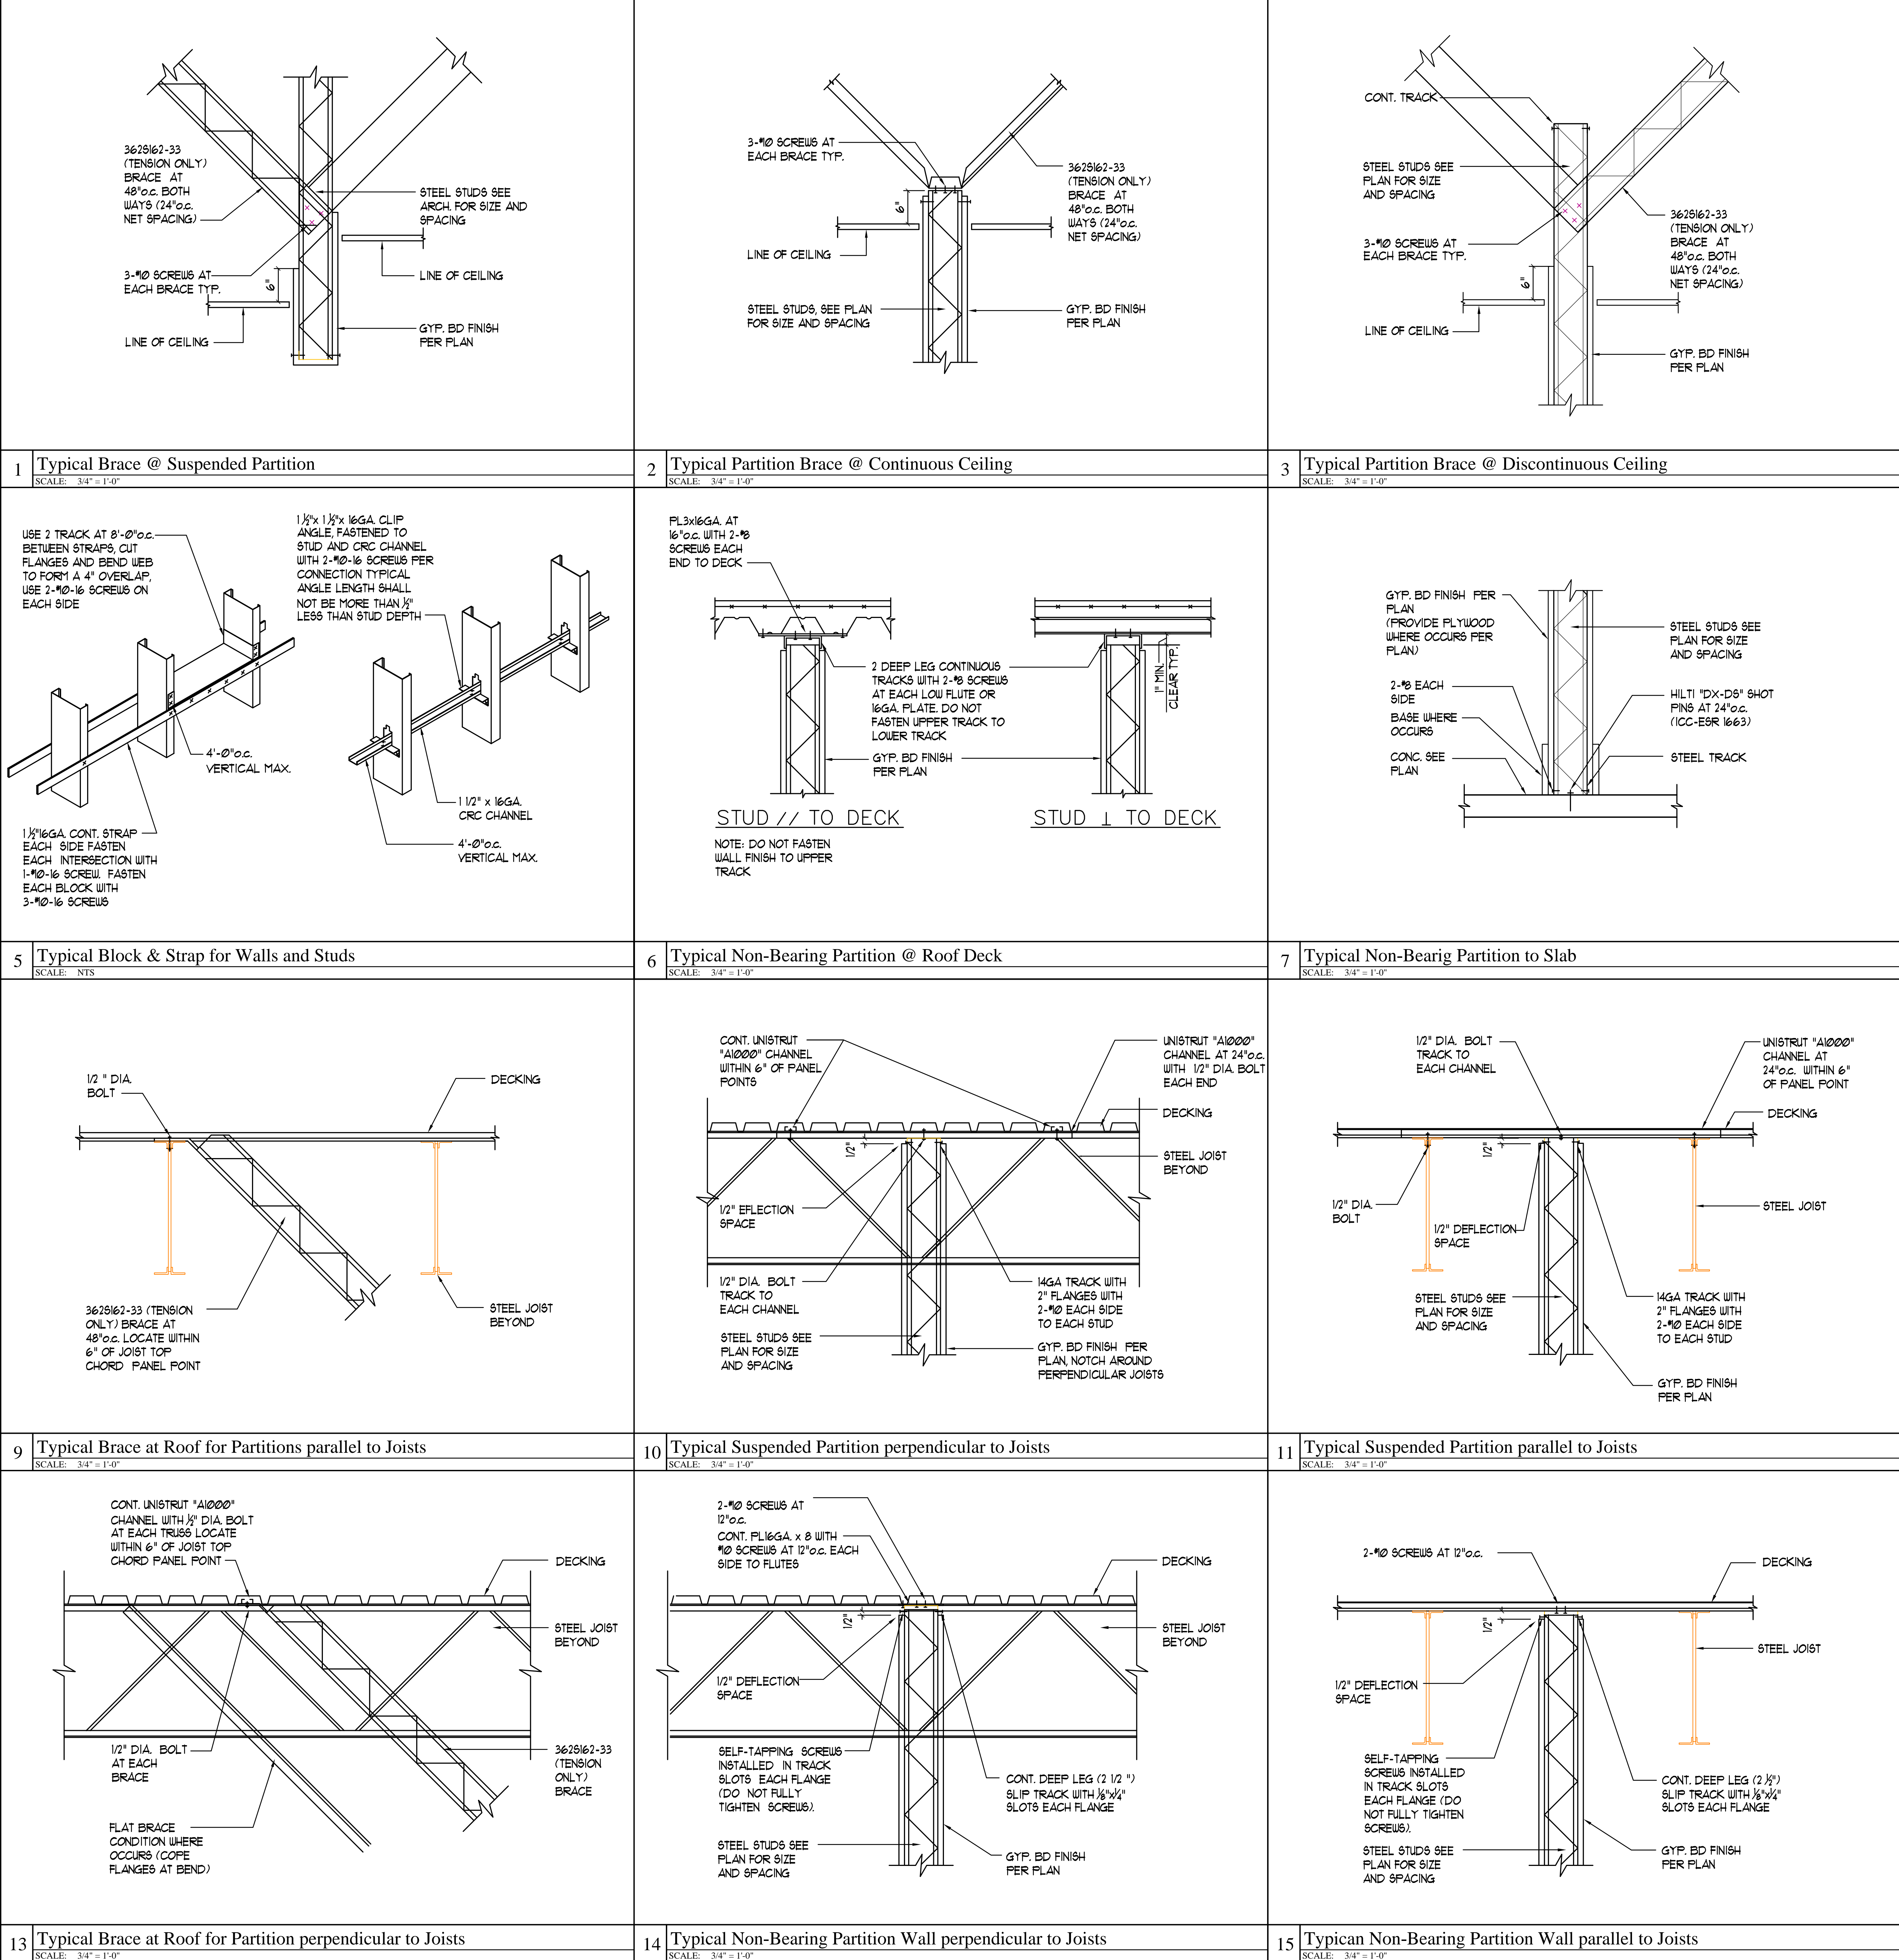 362S162-33
(TENSION ONLY)
BRACE AT
48"o.c. BOTH
WAYS (24"o.c.
NET SPACING)
STEEL STUDS SEE
ARCH. FOR SIZE AND
SPACING
3-#10 SCREWS AT
EACH BRACE TYP.
6"
LINE OF CEILING
LINE OF CEILING
GYP. BD FINISH
PER PLAN
1 Typical Brace @ Suspended Partition
SCALE: 3/4" = 1'-0"
3-#10 SCREWS AT
EACH BRACE TYP.
362S162-33
(TENSION ONLY)
BRACE AT
48"o.c. BOTH
WAYS (24"o.c.
NET SPACING)
6"
LINE OF CEILING
STEEL STUDS, SEE PLAN
FOR SIZE AND SPACING
GYP. BD FINISH
PER PLAN
2 Typical Partition Brace @ Continuous Ceiling
SCALE: 3/4" = 1'-0"
CONT. TRACK
STEEL STUDS SEE
PLAN FOR SIZE
AND SPACING
3-#10 SCREWS AT
EACH BRACE TYP.
362S162-33
(TENSION ONLY)
BRACE AT
48"o.c. BOTH
WAYS (24"o.c.
NET SPACING)
6"
LINE OF CEILING
GYP. BD FINISH
PER PLAN
3 Typical Partition Brace @ Discontinuous Ceiling
SCALE: 3/4" = 1'-0"
USE 2 TRACK AT 8'-0"o.c.
BETWEEN STRAPS, CUT
FLANGES AND BEND WEB
TO FORM A 4" OVERLAP,
USE 2-#10-16 SCREWS ON
EACH SIDE
1 1/2"x 1 1/2"x 16GA. CLIP
ANGLE, FASTENED TO
STUD AND CRC CHANNEL
WITH 2-#10-16 SCREWS PER
CONNECTION TYPICAL
ANGLE LENGTH SHALL
NOT BE MORE THAN 1/2"
LESS THAN STUD DEPTH
4'-0"o.c.
VERTICAL MAX.
1 1/2"16GA. CONT. STRAP
EACH SIDE FASTEN
EACH INTERSECTION WITH
1-#10-16 SCREW. FASTEN
EACH BLOCK WITH
3-#10-16 SCREWS
1 1/2" x 16GA.
CRC CHANNEL
4'-0"o.c.
VERTICAL MAX.
5 Typical Block & Strap for Walls and Studs
SCALE: NTS
PL3x16GA. AT
16"o.c. WITH 2-#8
SCREWS EACH
END TO DECK
2 DEEP LEG CONTINUOUS
TRACKS WITH 2-#8 SCREWS
AT EACH LOW FLUTE OR
16GA. PLATE. DO NOT
FASTEN UPPER TRACK TO
LOWER TRACK
1" MIN.
CLEAR TYP.
GYP. BD FINISH
PER PLAN
STUD // TO DECK
STUD ⊥ TO DECK
NOTE: DO NOT FASTEN
WALL FINISH TO UPPER
TRACK
6 Typical Non-Bearing Partition @ Roof Deck
SCALE: 3/4" = 1'-0"
GYP. BD FINISH PER
PLAN
(PROVIDE PLYWOOD
WHERE OCCURS PER
PLAN)
2-#8 EACH
SIDE
BASE WHERE
OCCURS
CONC. SEE
PLAN
STEEL STUDS SEE
PLAN FOR SIZE
AND SPACING
HILTI "DX-DS" SHOT
PINS AT 24"o.c.
(ICC-ESR 1663)
STEEL TRACK
7 Typical Non-Bearig Partition to Slab
SCALE: 3/4" = 1'-0"
1/2 " DIA.
BOLT
DECKING
362S162-33 (TENSION
ONLY) BRACE AT
48"o.c. LOCATE WITHIN
6" OF JOIST TOP
CHORD PANEL POINT
STEEL JOIST
BEYOND
9 Typical Brace at Roof for Partitions parallel to Joists
SCALE: 3/4" = 1'-0"
CONT. UNISTRUT
"A1000" CHANNEL
WITHIN 6" OF PANEL
POINTS
UNISTRUT "A1000"
CHANNEL AT 24"o.c.
WITH 1/2" DIA. BOLT
EACH END
DECKING
1/2"
STEEL JOIST
BEYOND
1/2" EFLECTION
SPACE
1/2" DIA. BOLT
TRACK TO
EACH CHANNEL
STEEL STUDS SEE
PLAN FOR SIZE
AND SPACING
14GA TRACK WITH
2" FLANGES WITH
2-#10 EACH SIDE
TO EACH STUD
GYP. BD FINISH PER
PLAN, NOTCH AROUND
PERPENDICULAR JOISTS
10 Typical Suspended Partition perpendicular to Joists
SCALE: 3/4" = 1'-0"
1/2" DIA. BOLT
TRACK TO
EACH CHANNEL
UNISTRUT "A1000"
CHANNEL AT
24"o.c. WITHIN 6"
OF PANEL POINT
DECKING
1/2"
1/2" DIA.
BOLT
1/2" DEFLECTION
SPACE
STEEL JOIST
STEEL STUDS SEE
PLAN FOR SIZE
AND SPACING
14GA TRACK WITH
2" FLANGES WITH
2-#10 EACH SIDE
TO EACH STUD
GYP. BD FINISH
PER PLAN
11 Typical Suspended Partition parallel to Joists
SCALE: 3/4" = 1'-0"
CONT. UNISTRUT "A1000"
CHANNEL WITH 1/2" DIA. BOLT
AT EACH TRUSS LOCATE
WITHIN 6" OF JOIST TOP
CHORD PANEL POINT
DECKING
STEEL JOIST
BEYOND
1/2" DIA. BOLT
AT EACH
BRACE
362S162-33
(TENSION
ONLY)
BRACE
FLAT BRACE
CONDITION WHERE
OCCURS (COPE
FLANGES AT BEND)
13 Typical Brace at Roof for Partition perpendicular to Joists
SCALE: 3/4" = 1'-0"
2-#10 SCREWS AT
12"o.c.
CONT. PL16GA. x 8 WITH
#10 SCREWS AT 12"o.c. EACH
SIDE TO FLUTES
DECKING
1/2"
STEEL JOIST
BEYOND
1/2" DEFLECTION
SPACE
SELF-TAPPING SCREWS
INSTALLED IN TRACK
SLOTS EACH FLANGE
(DO NOT FULLY
TIGHTEN SCREWS).
CONT. DEEP LEG (2 1/2 ")
SLIP TRACK WITH 1/8"x1/4"
SLOTS EACH FLANGE
STEEL STUDS SEE
PLAN FOR SIZE
AND SPACING
GYP. BD FINISH
PER PLAN
14 Typical Non-Bearing Partition Wall perpendicular to Joists
SCALE: 3/4" = 1'-0"
2-#10 SCREWS AT 12"o.c.
DECKING
1/2"
STEEL JOIST
1/2" DEFLECTION
SPACE
SELF-TAPPING
SCREWS INSTALLED
IN TRACK SLOTS
EACH FLANGE (DO
NOT FULLY TIGHTEN
SCREWS).
CONT. DEEP LEG (2 1/2")
SLIP TRACK WITH 1/8"x1/4"
SLOTS EACH FLANGE
STEEL STUDS SEE
PLAN FOR SIZE
AND SPACING
GYP. BD FINISH
PER PLAN
15 Typican Non-Bearing Partition Wall parallel to Joists
SCALE: 3/4" = 1'-0"